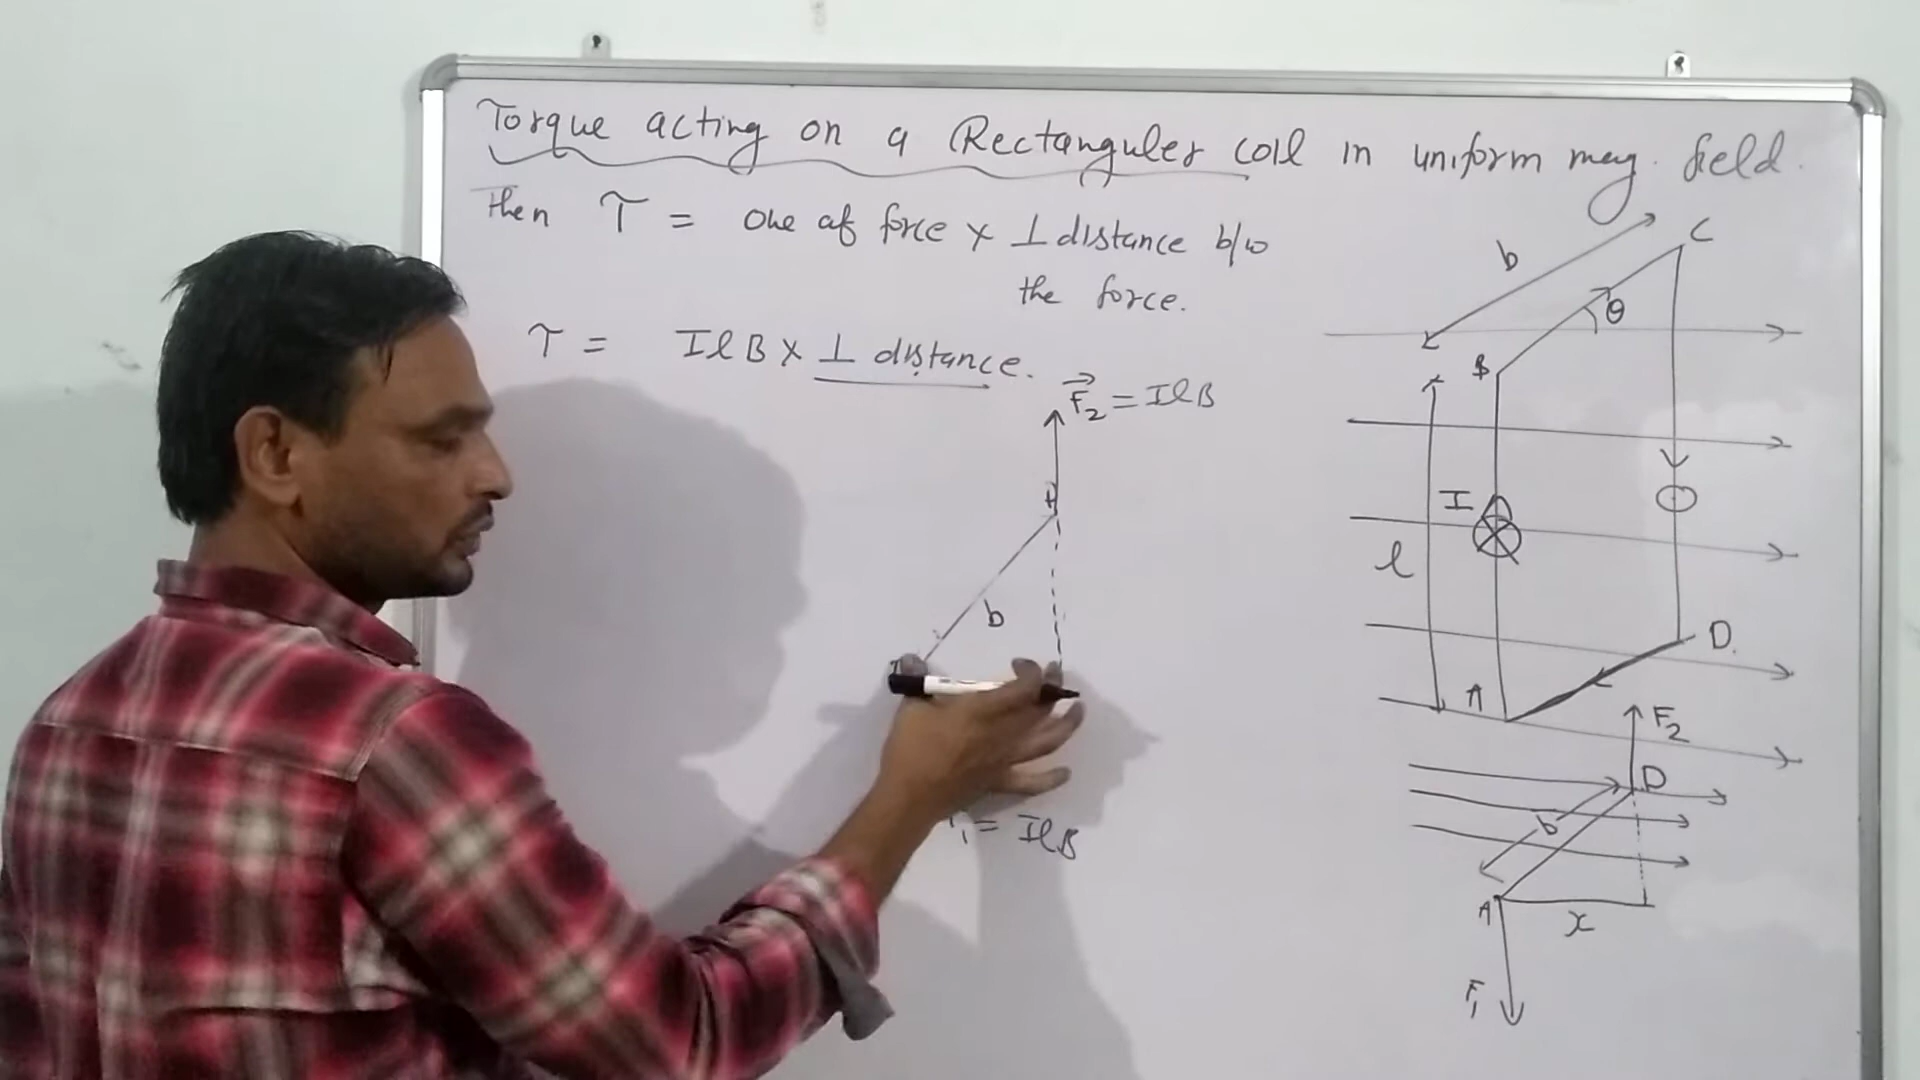 Torque acting on a Rectanguler coil in uniform mag. field.
then τ = one of force × ⊥ distance b/w
the force.
τ = IlB × ⊥ distance.
F₂ = IlB
b
₁ = IlB
b
C
θ
B
I
l
A
D.
F₂
D
b
A
x
F₁